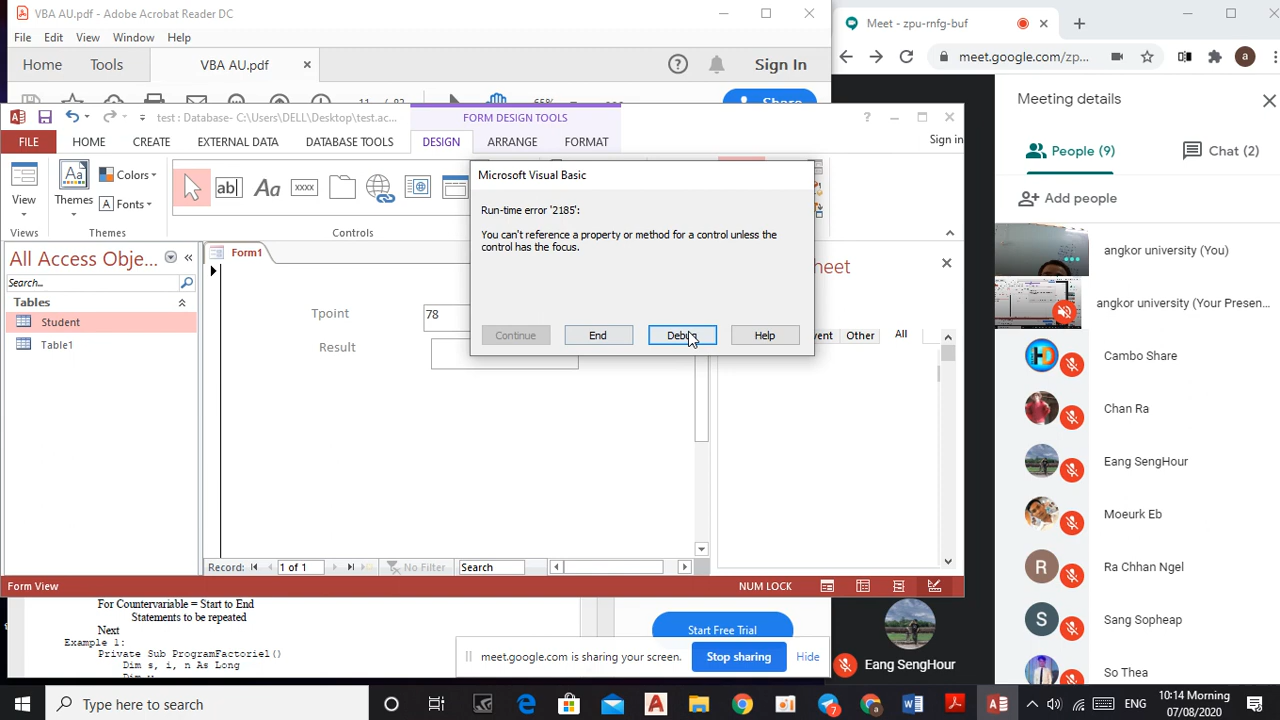 VBA AU.pdf - Adobe Acrobat Reader DC
File Edit View Window Help
Home Tools VBA AU.pdf × Sign In
11 / 82 65%
Share
test : Database- C:\Users\DELL\Desktop\test.ac...
FORM DESIGN TOOLS
Sign in
FILE HOME CREATE EXTERNAL DATA DATABASE TOOLS DESIGN ARRANGE FORMAT
View
Themes
Colors
Fonts
Themes
Controls
All Access Obje...
Search...
Tables
Student
Table1
Form1
Tpoint 78
Result
Microsoft Visual Basic
Run-time error '2185':
You can't reference a property or method for a control unless the
control has the focus.
Continue End Debug Help
Other All
Record: 1 of 1 No Filter Search
Form View
NUM LOCK
For Countervariable = Start to End
Statements to be repeated
Next
Example 1:
Private Sub ProgramFactoriel()
Dim s, i, n As Long
Start Free Trial
meet.google.com is sharing your screen. Stop sharing Hide
Meet - zpu-rnfg-buf
meet.google.com/zp...
a
Meeting details
People (9) Chat (2)
Add people
angkor university (You)
angkor university (Your Presen...
Cambo Share
Chan Ra
Eang SengHour
Moeurk Eb
R Ra Chhan Ngel
S Sang Sopheap
So Thea
Eang SengHour
Type here to search
7
ENG
10:14 Morning
07/08/2020